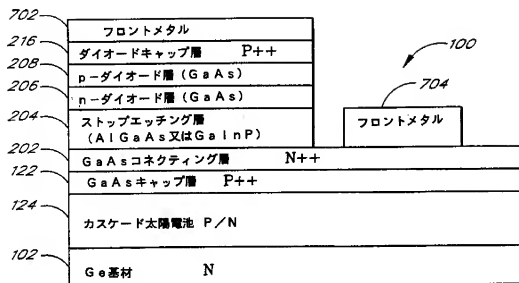 702
フロントメタル
216
ダイオードキャップ層 P++
208
p-ダイオード層(GaAs)
206
n-ダイオード層(GaAs)
204
ストップエッチング層
(AlGaAs又はGaInP)
100
704
フロントメタル
202
GaAsコネクティング層 N++
122
GaAsキャップ層 P++
124
カスケード太陽電池 P/N
102
Ge基材 N